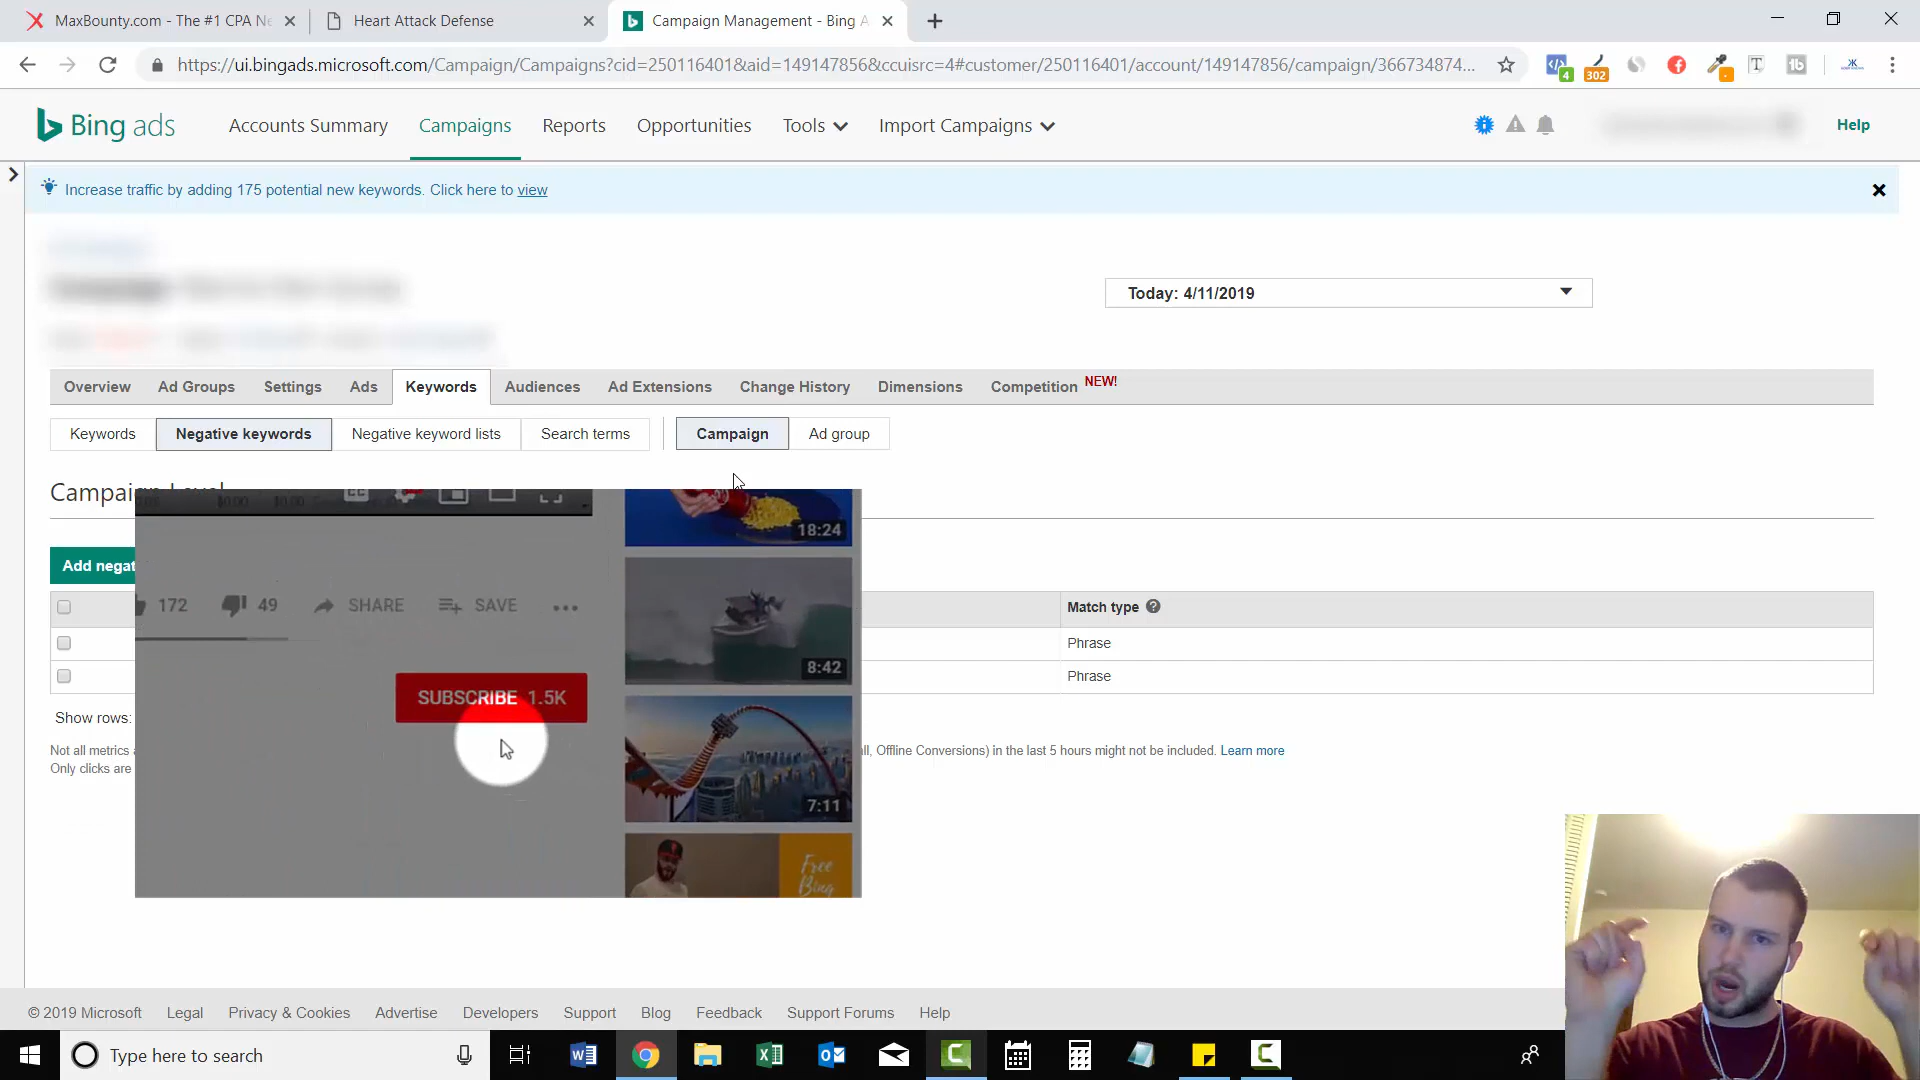 MaxBounty.com - The #1 CPA Ne
Heart Attack Defense
Campaign Management - Bing A
https://ui.bingads.microsoft.com/Campaign/Campaigns?cid=250116401&aid=149147856&ccuisrc=4#customer/250116401/account/149147856/campaign/366734874...
4
302
T
Bing ads
Accounts Summary
Campaigns
Reports
Opportunities
Tools
Import Campaigns
Help
Increase traffic by adding 175 potential new keywords. Click here to view
Today: 4/11/2019
Overview
Ad Groups
Settings
Ads
Keywords
Audiences
Ad Extensions
Change History
Dimensions
Competition NEW!
Keywords
Negative keywords
Negative keyword lists
Search terms
Campaign
Ad group
Campaign Level
18:24
Add negat
172
49
SHARE
SAVE
Match type
Phrase
8:42
Phrase
SUBSCRIBE 1.5K
Show rows:
Not all metrics
ll, Offline Conversions) in the last 5 hours might not be included. Learn more
Only clicks are
7:11
Free
Bing
© 2019 Microsoft
Legal
Privacy & Cookies
Advertise
Developers
Support
Blog
Feedback
Support Forums
Help
Type here to search